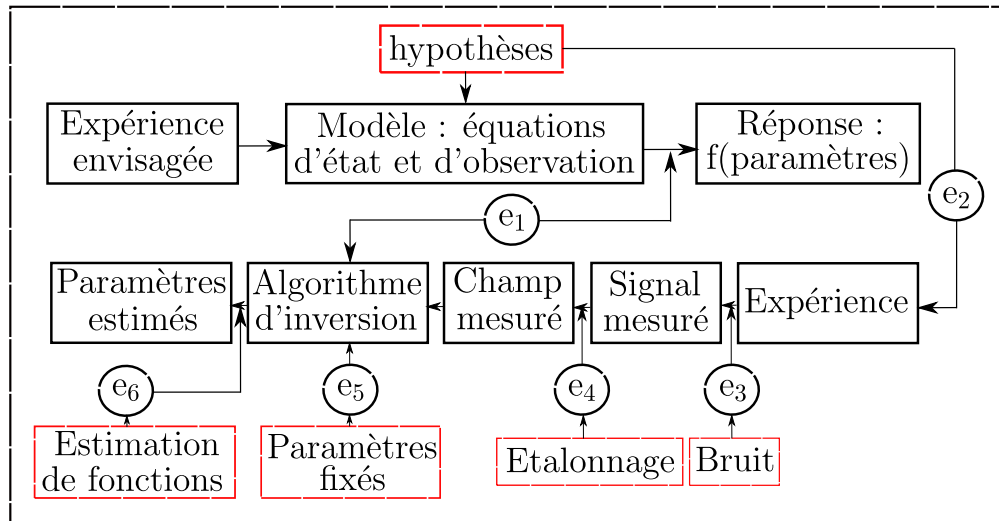 hypothèses
Expérience
envisagée
Modèle : équations
d'état et d'observation
Réponse :
f(paramètres)
e2
e1
Paramètres
estimés
Algorithme
d'inversion
Champ
mesuré
Signal
mesuré
Expérience
e6
e5
e4
e3
Estimation
de fonctions
Paramètres
fixés
Etalonnage
Bruit